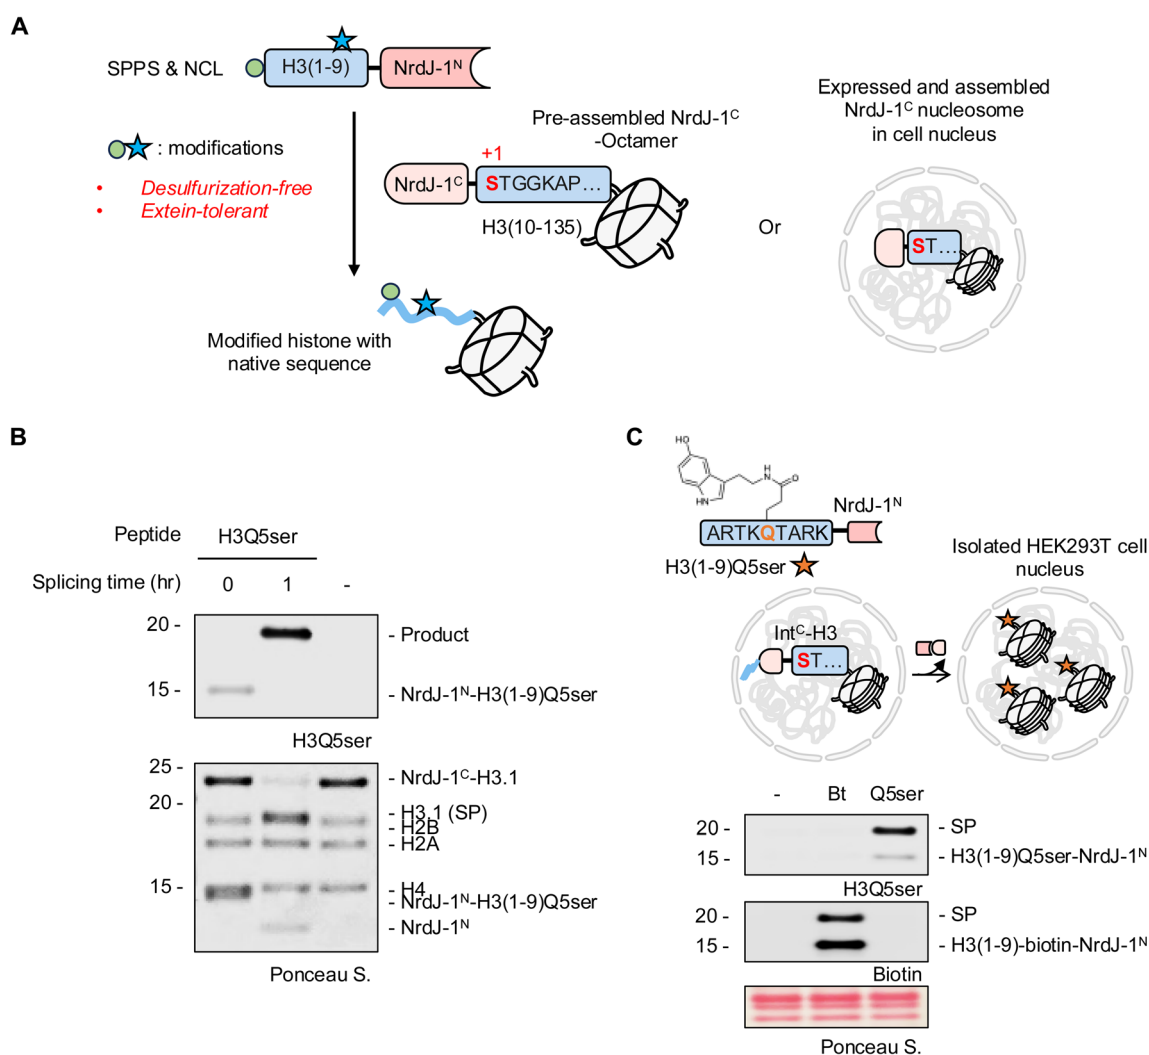 A
SPPS & NCL
H3(1-9)
NrdJ-1ᴺ
: modifications
• Desulfurization-free
• Extein-tolerant
Pre-assembled NrdJ-1ᶜ
-Octamer
+1
NrdJ-1ᶜ
STGGKAP...
H3(10-135)
Or
Expressed and assembled
NrdJ-1ᶜ nucleosome
in cell nucleus
ST...
Modified histone with
native sequence
B
Peptide
H3Q5ser
Splicing time (hr)
0
1
-
20 -
15 -
- Product
- NrdJ-1ᴺ-H3(1-9)Q5ser
H3Q5ser
25 -
20 -
15 -
- NrdJ-1ᶜ-H3.1
- H3.1 (SP)
- H2B
- H2A
- H4
- NrdJ-1ᴺ-H3(1-9)Q5ser
- NrdJ-1ᴺ
Ponceau S.
C
HO
HN
H
N
O
NrdJ-1ᴺ
ARTKQTARK
H3(1-9)Q5ser
Isolated HEK293T cell
nucleus
Intᶜ-H3
ST...
- Bt Q5ser
20 -
15 -
- SP
- H3(1-9)Q5ser-NrdJ-1ᴺ
H3Q5ser
20 -
15 -
- SP
- H3(1-9)-biotin-NrdJ-1ᴺ
Biotin
Ponceau S.